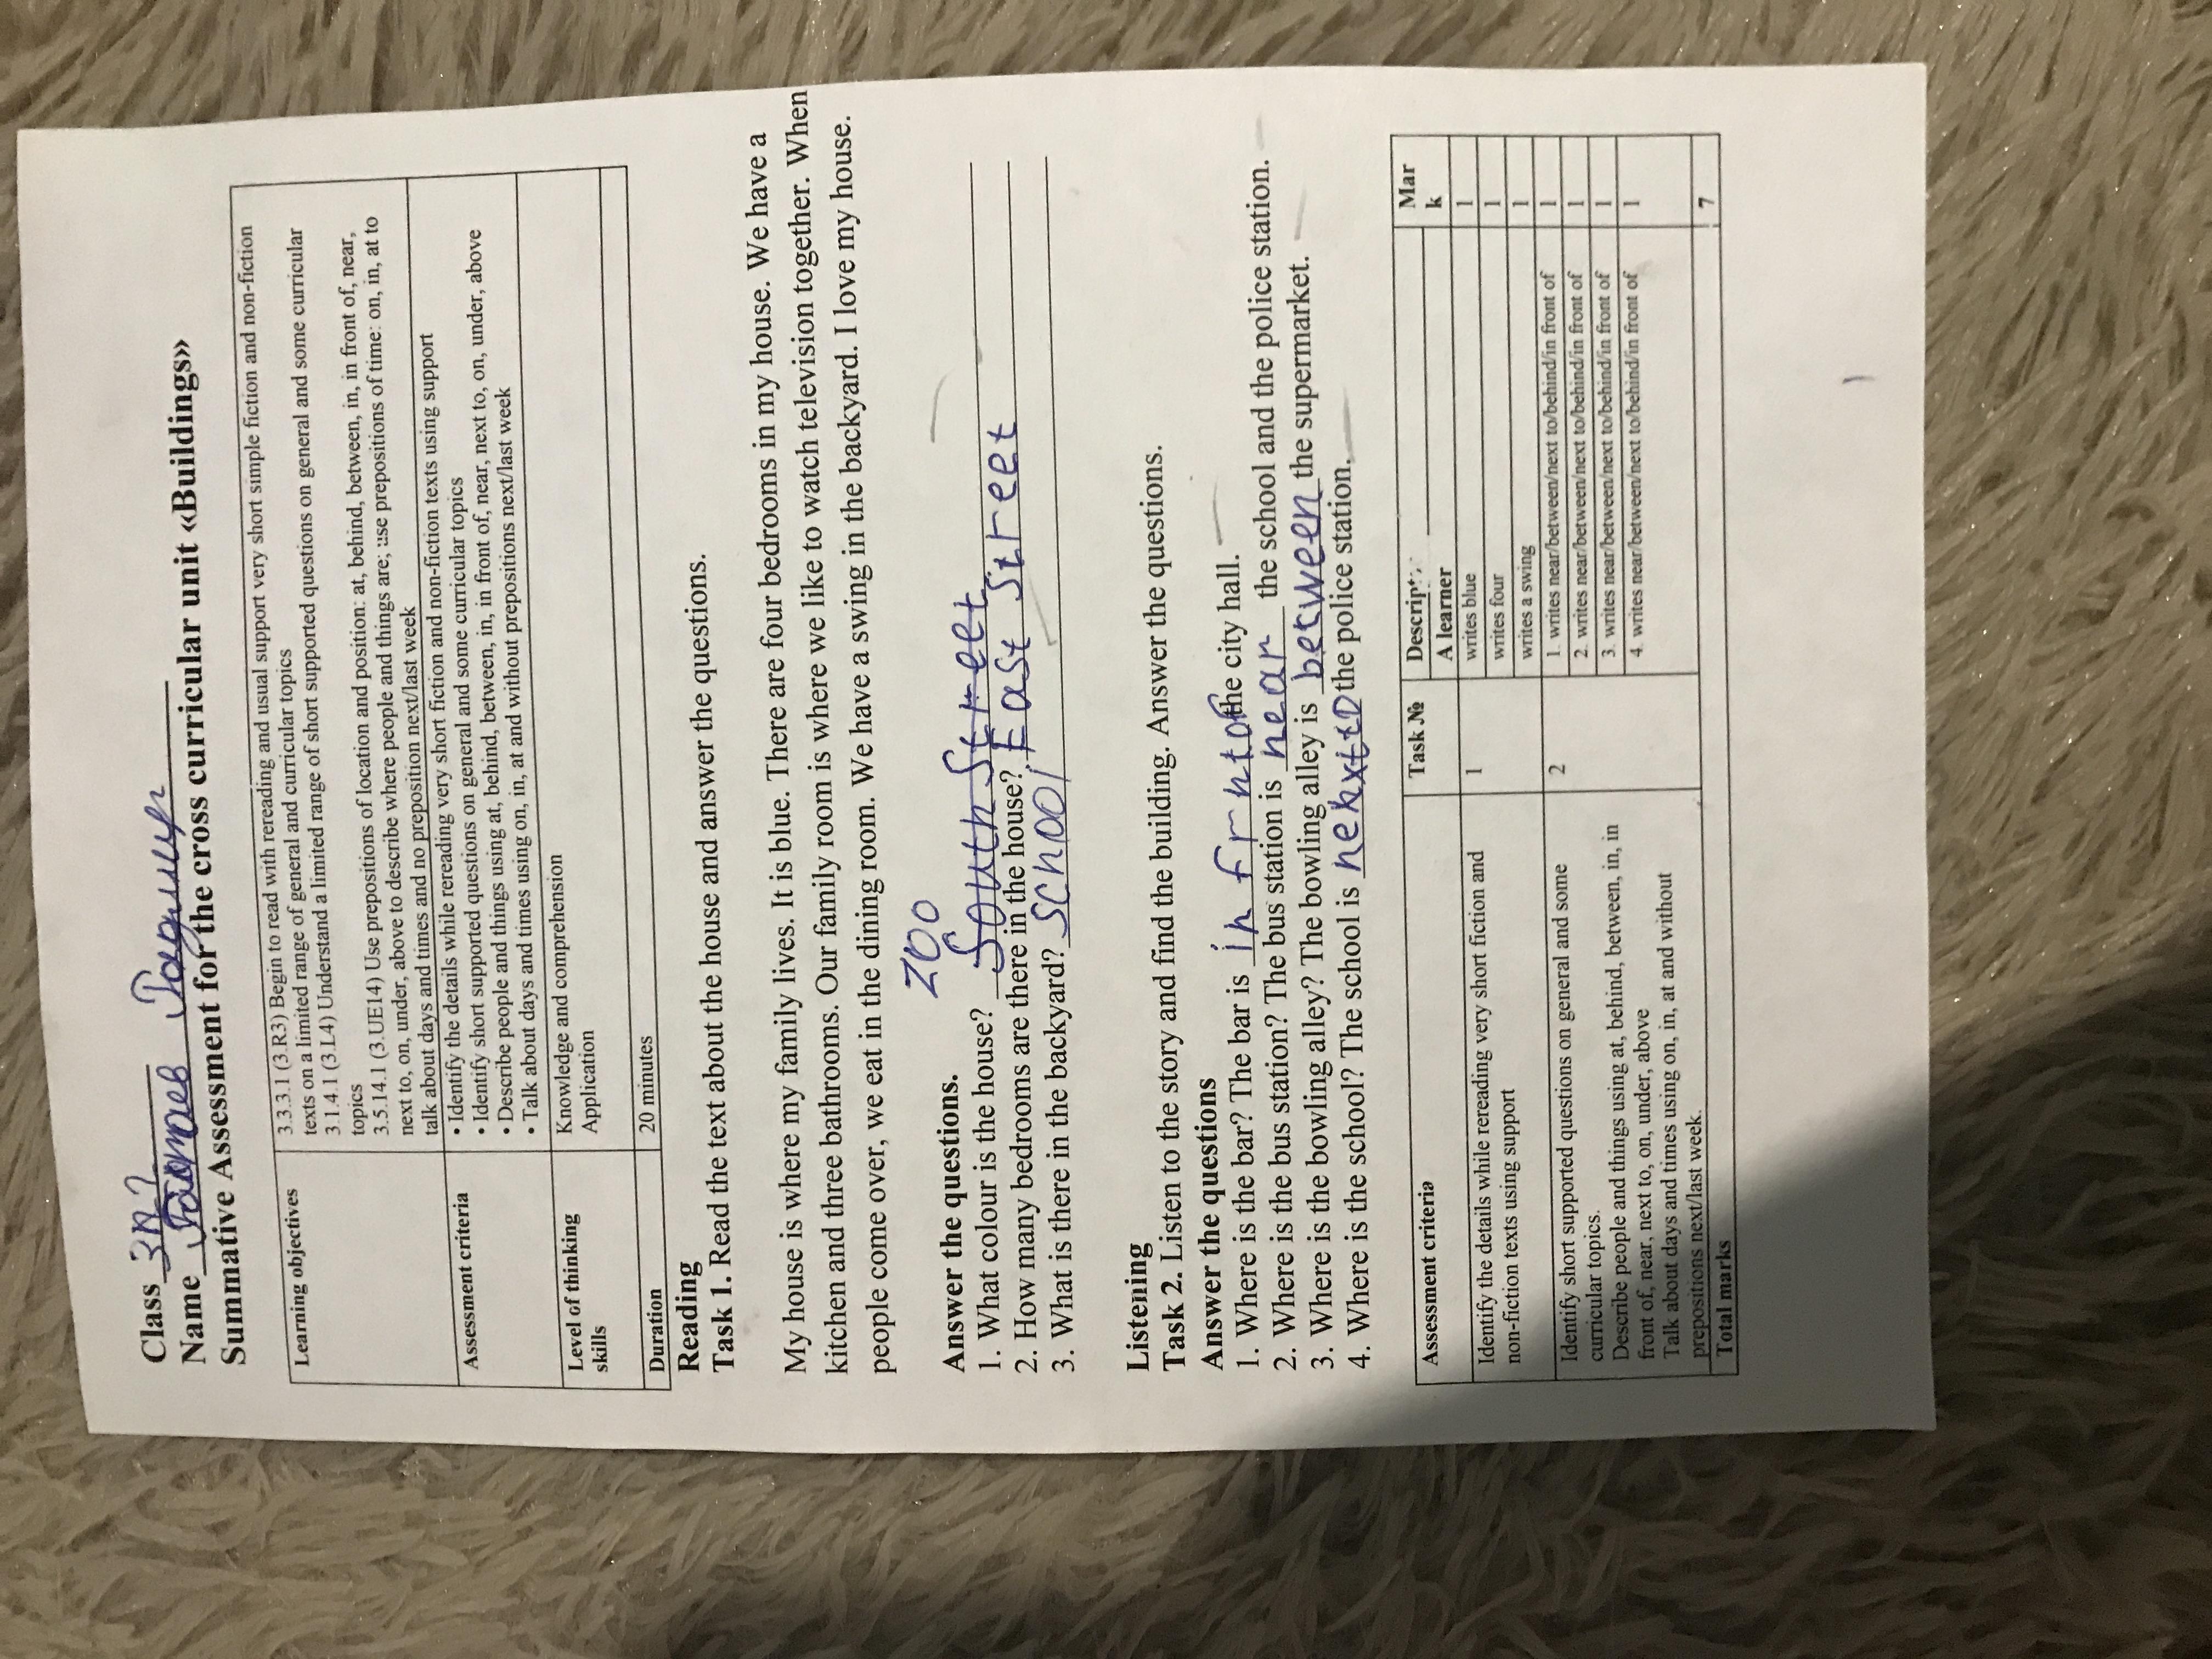 Class 3
Name
Summative Assessment for the cross curricular unit «Buildings»
Learning objectives
3.3.3.1 (3.R3) Begin to read with rereading and usual support very short simple fiction and non-fiction
texts on a limited range of general and curricular topics
3.1.4.1 (3.L4) Understand a limited range of short supported questions on general and some curricular
topics
3.5.14.1 (3.UE14) Use prepositions of location and position: at, behind, between, in, in front of, near,
next to, on, under, above to describe where people and things are; use prepositions of time: on, in, at to
talk about days and times and no preposition next/last week
Assessment criteria
• Identify the details while rereading very short fiction and non-fiction texts using support
• Identify short supported questions on general and some curricular topics
• Describe people and things using at, behind, between, in, in front of, near, next to, on, under, above
• Talk about days and times using on, in, at and without prepositions next/last week
Level of thinking
skills
Knowledge and comprehension
Application
Duration
20 minutes
Reading
Task 1. Read the text about the house and answer the questions.
My house is where my family lives. It is blue. There are four bedrooms in my house. We have a
kitchen and three bathrooms. Our family room is where we like to watch television together. When
people come over, we eat in the dining room. We have a swing in the backyard. I love my house.
zoo
Answer the questions.
1. What colour is the house? South Street
2. How many bedrooms are there in the house? East Street
3. What is there in the backyard? school
Listening
Task 2. Listen to the story and find the building. Answer the questions.
Answer the questions
1. Where is the bar? The bar is in frntof the city hall.
2. Where is the bus station? The bus station is near the school and the police station.
3. Where is the bowling alley? The bowling alley is between the supermarket.
4. Where is the school? The school is the police station.
Assessment criteria
Task №
Mar
k
A learner
Identify the details while rereading very short fiction and
non-fiction texts using support
1
writes blue
1
writes four
1
writes a swing
1
Identify short supported questions on general and some
curricular topics.
Describe people and things using at, behind, between, in, in
front of, near, next to, on, under, above
Talk about days and times using on, in, at and without
prepositions next/last week.
2
1. writes near/between/next to/behind/in front of
1
2. writes near/between/next to/behind/in front of
1
3. writes near/between/next to/behind/in front of
1
4. writes near/between/next to/behind/in front of
1
Total marks
7